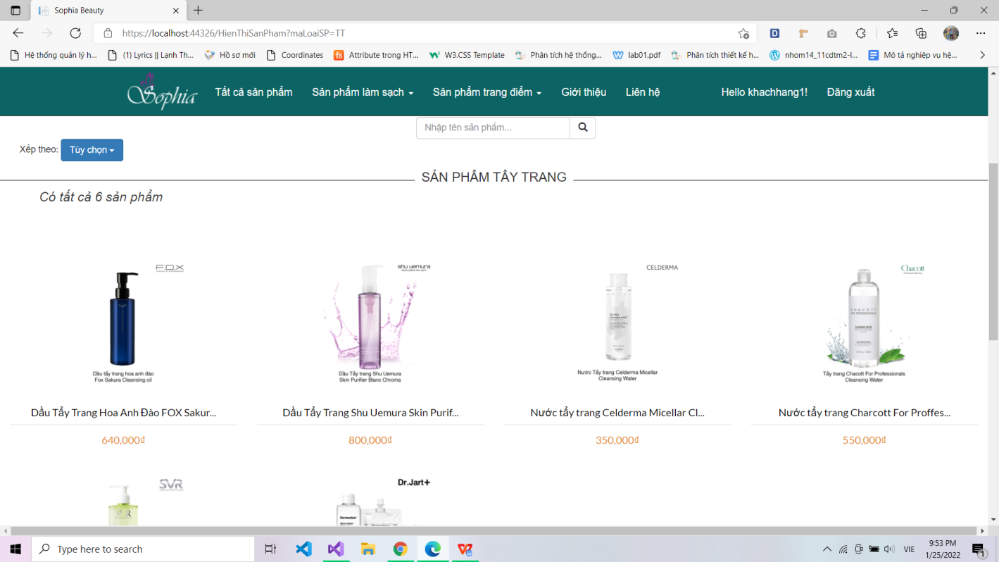 Sophia Beauty
https://localhost:44326/HienThiSanPham?maLoaiSP=TT
Hệ thống quản lý h...
(1) Lyrics || Lạnh Th...
Hồ sơ mới
Coordinates
Attribute trong HT...
W3.CSS Template
Phân tích hệ thống...
lab01.pdf
Phân tích thiết kế h...
nhom14_11cdtm2-l...
Mô tả nghiệp vụ hệ...
Sophia
Tất cả sản phẩm
Sản phẩm làm sạch
Sản phẩm trang điểm
Giới thiệu
Liên hệ
Hello khachhang1!
Đăng xuất
Nhập tên sản phẩm...
Xếp theo:
Tùy chọn
SẢN PHẨM TẨY TRANG
Có tất cả 6 sản phẩm
F.O.X
Dầu tẩy trang hoa anh đào
Fox Sakura Cleansing oil
shu uemura
Dầu Tẩy trang Shu Uemura
Skin Purifier Blanc Chroma
CELDERMA
Nước Tẩy trang Celderma Micellar
Cleansing Water
Chacott
CHACOTT
FOR PROFESSIONALS
Tẩy trang Chacott For Professionals
Cleansing Water
Dầu Tẩy Trang Hoa Anh Đào FOX Sakur...
Dầu Tẩy Trang Shu Uemura Skin Purif...
Nước tẩy trang Celderma Micellar Cl...
Nước tẩy trang Charcott For Proffes...
640,000₫
800,000₫
350,000₫
550,000₫
SVR
SVR
Dr.Jart+
Dermaclear
Type here to search
VIE
9:53 PM
1/25/2022
1